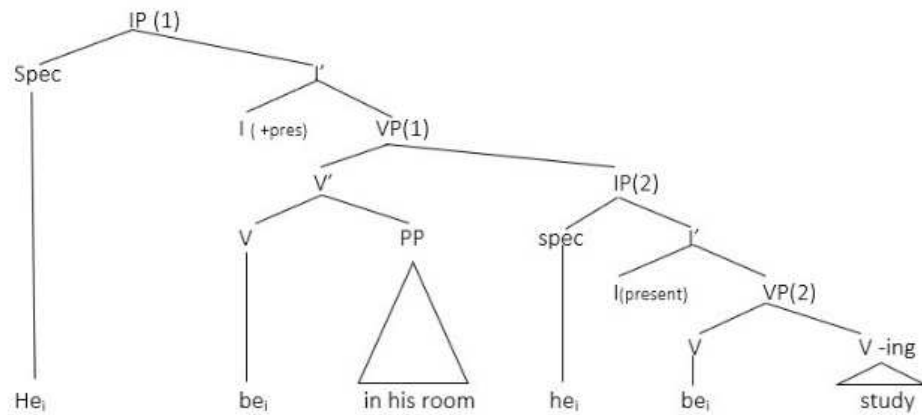 IP (1)
Spec I'
I ( +pres) VP(1)
V' IP(2)
V PP spec I'
I(present) VP(2)
V V -ing
Heᵢ beᵢ in his room heᵢ beᵢ study